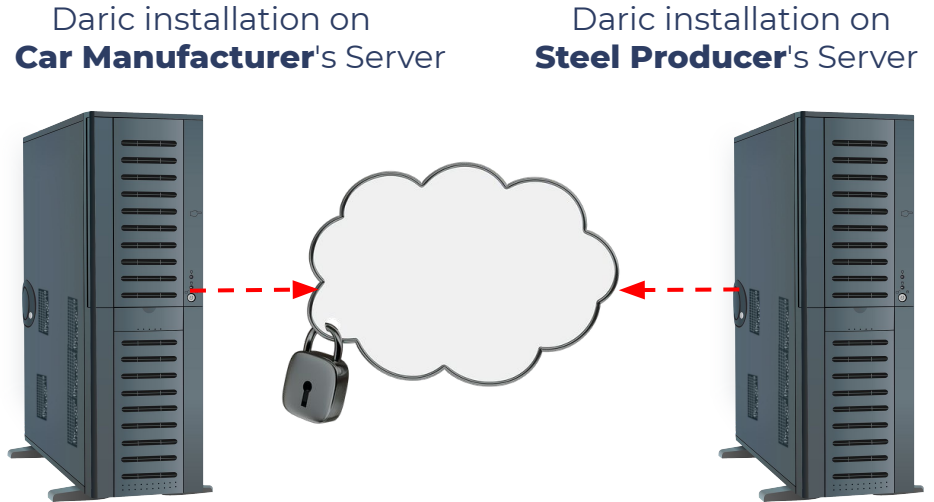 Daric installation on
Car Manufacturer's Server
Daric installation on
Steel Producer's Server